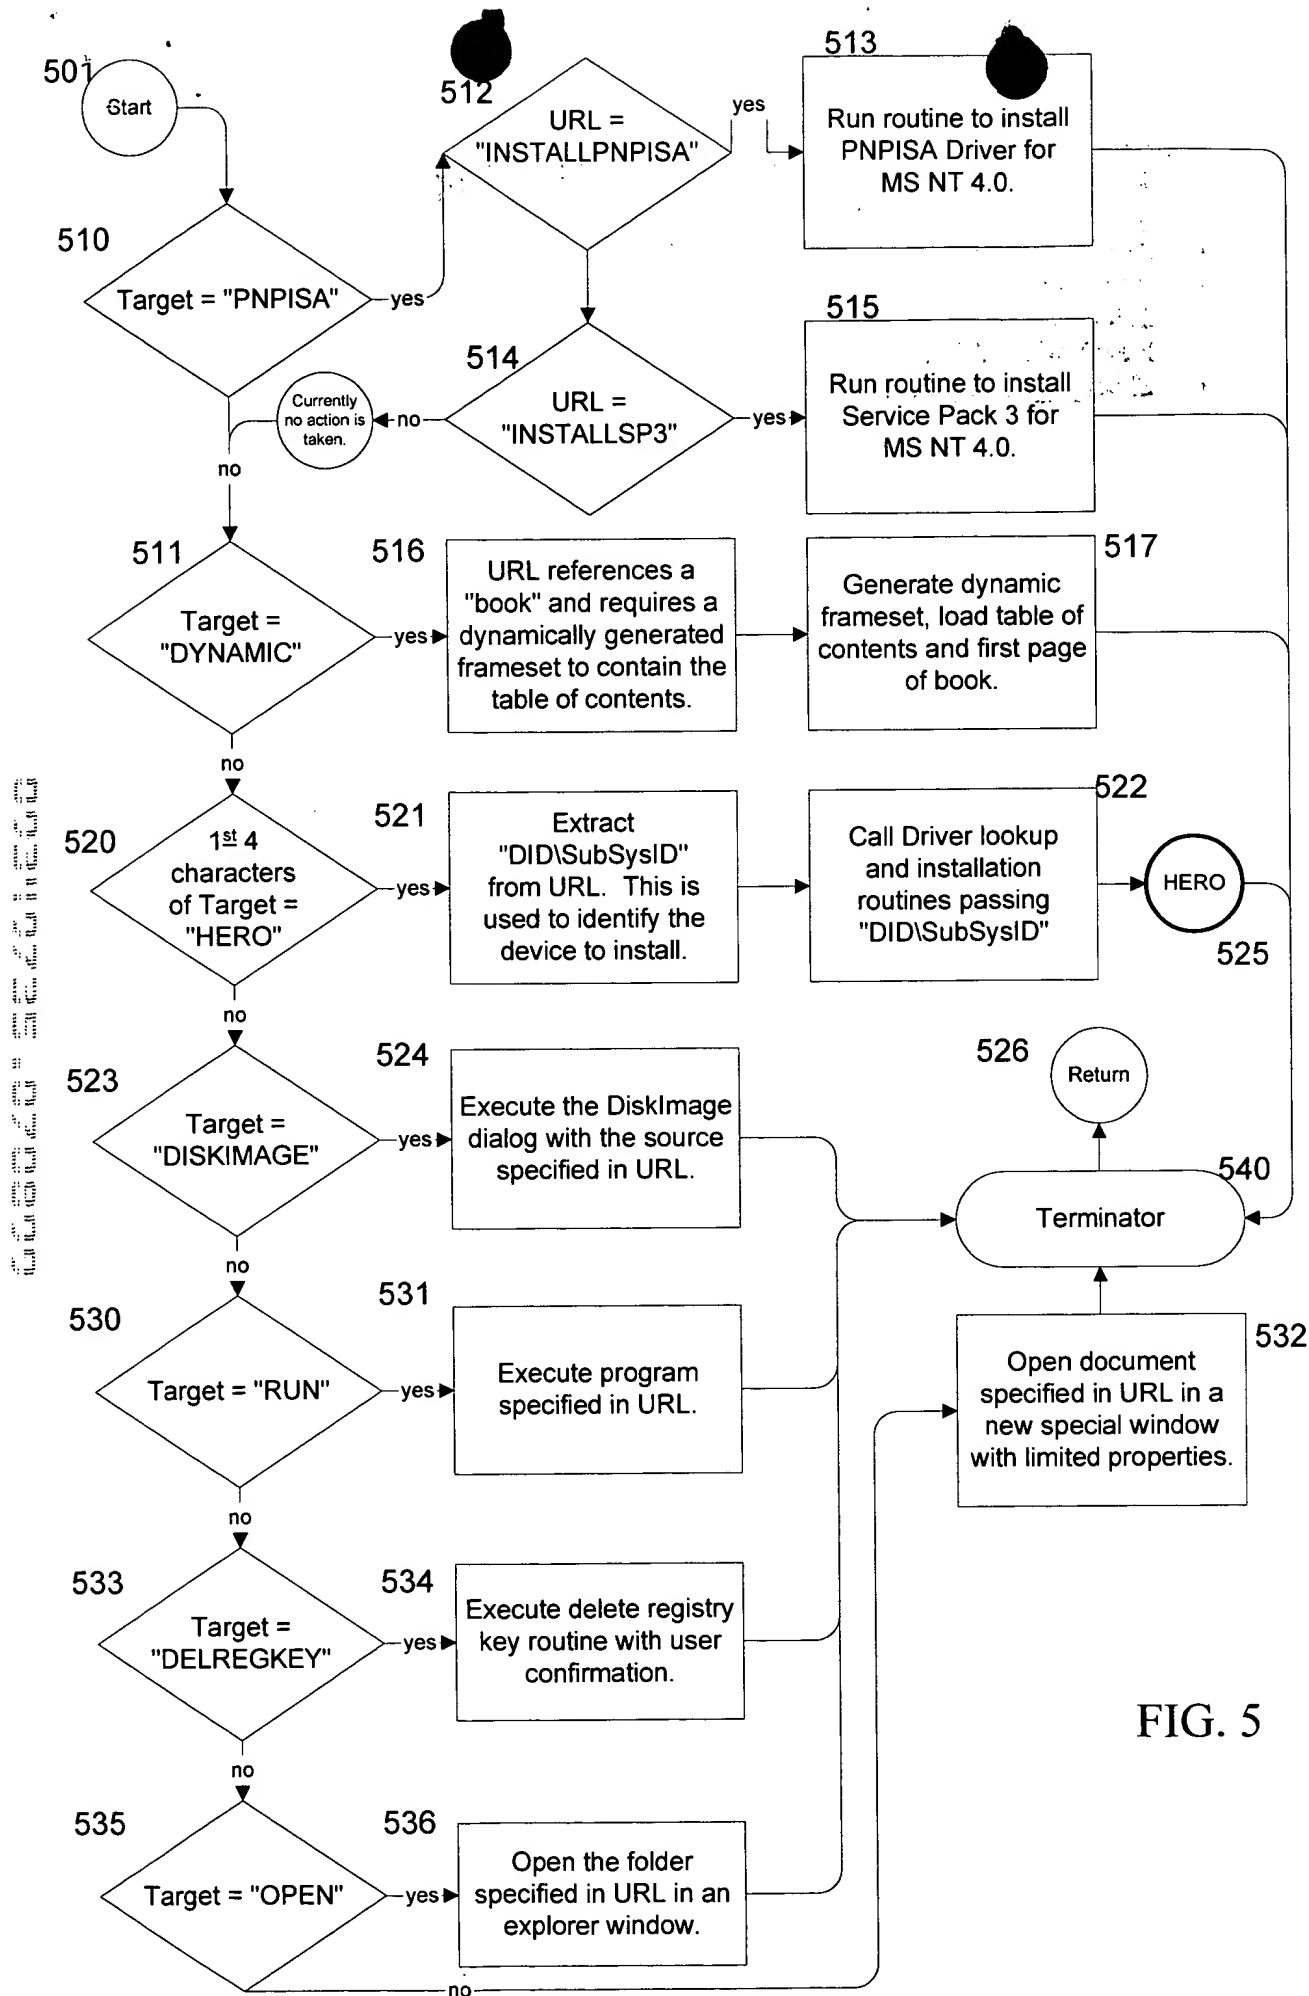 501
Start
512
URL =
"INSTALLPNPISA"
yes
513
Run routine to install
PNPISA Driver for
MS NT 4.0.
510
Target = "PNPISA"
yes
514
URL =
"INSTALLSP3"
yes
515
Run routine to install
Service Pack 3 for
MS NT 4.0.
no
Currently
no action is
taken.
no
511
Target =
"DYNAMIC"
yes
516
URL references a
"book" and requires a
dynamically generated
frameset to contain the
table of contents.
517
Generate dynamic
frameset, load table of
contents and first page
of book.
no
520
1st 4
characters
of Target =
"HERO"
yes
521
Extract
"DID\SubSysID"
from URL. This is
used to identify the
device to install.
522
Call Driver lookup
and installation
routines passing
"DID\SubSysID"
HERO
525
no
523
Target =
"DISKIMAGE"
yes
524
Execute the DiskImage
dialog with the source
specified in URL.
526
Return
540
Terminator
no
530
Target = "RUN"
yes
531
Execute program
specified in URL.
532
Open document
specified in URL in a
new special window
with limited properties.
no
533
Target =
"DELREGKEY"
yes
534
Execute delete registry
key routine with user
confirmation.
no
535
Target = "OPEN"
yes
536
Open the folder
specified in URL in an
explorer window.
no
FIG. 5